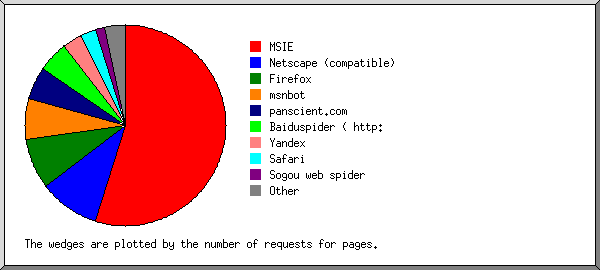 MSIE
Netscape (compatible)
Firefox
msnbot
panscient.com
Baiduspider ( http:
Yandex
Safari
Sogou web spider
Other
The wedges are plotted by the number of requests for pages.